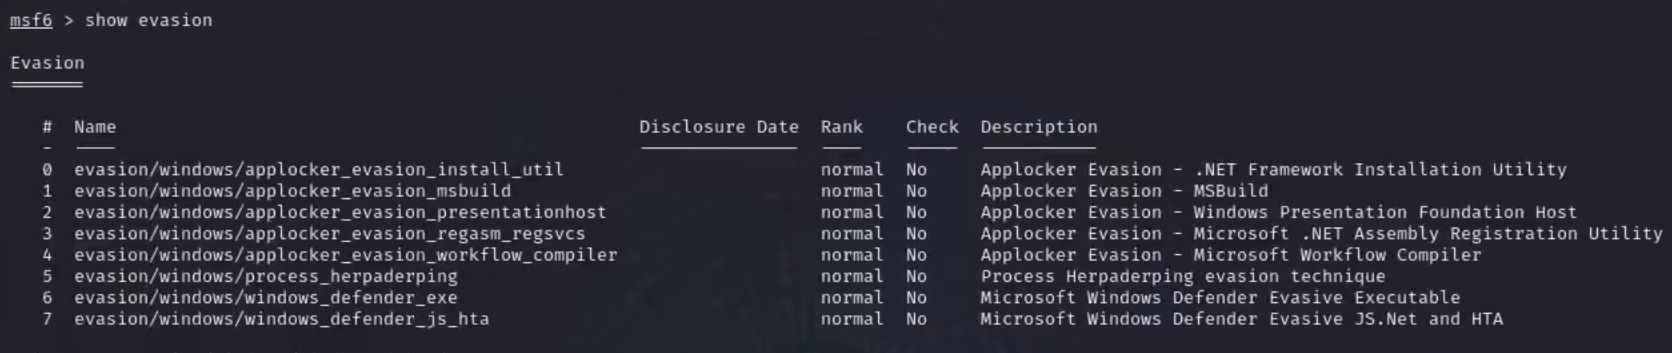 msf6 > show evasion
Evasion
# Name Disclosure Date Rank Check Description
- ---- --------------- ---- ----- -----------
0 evasion/windows/applocker_evasion_install_util normal No Applocker Evasion - .NET Framework Installation Utility
1 evasion/windows/applocker_evasion_msbuild normal No Applocker Evasion - MSBuild
2 evasion/windows/applocker_evasion_presentationhost normal No Applocker Evasion - Windows Presentation Foundation Host
3 evasion/windows/applocker_evasion_regasm_regsvcs normal No Applocker Evasion - Microsoft .NET Assembly Registration Utility
4 evasion/windows/applocker_evasion_workflow_compiler normal No Applocker Evasion - Microsoft Workflow Compiler
5 evasion/windows/process_herpaderping normal No Process Herpaderping evasion technique
6 evasion/windows/windows_defender_exe normal No Microsoft Windows Defender Evasive Executable
7 evasion/windows/windows_defender_js_hta normal No Microsoft Windows Defender Evasive JS.Net and HTA